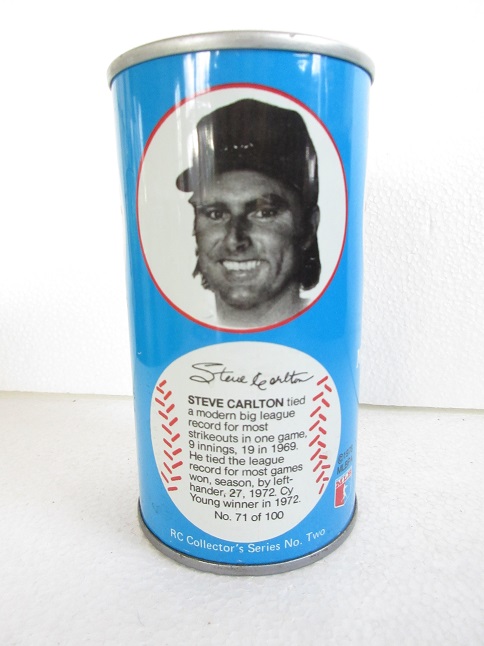 Steve Carlton
STEVE CARLTON tied
a modern big league
record for most
strikeouts in one game,
9 innings, 19 in 1969.
He tied the league
record for most games
won, season, by left-
hander, 27, 1972. Cy
Young winner in 1972.
No. 71 of 100
RC Collector's Series No. Two